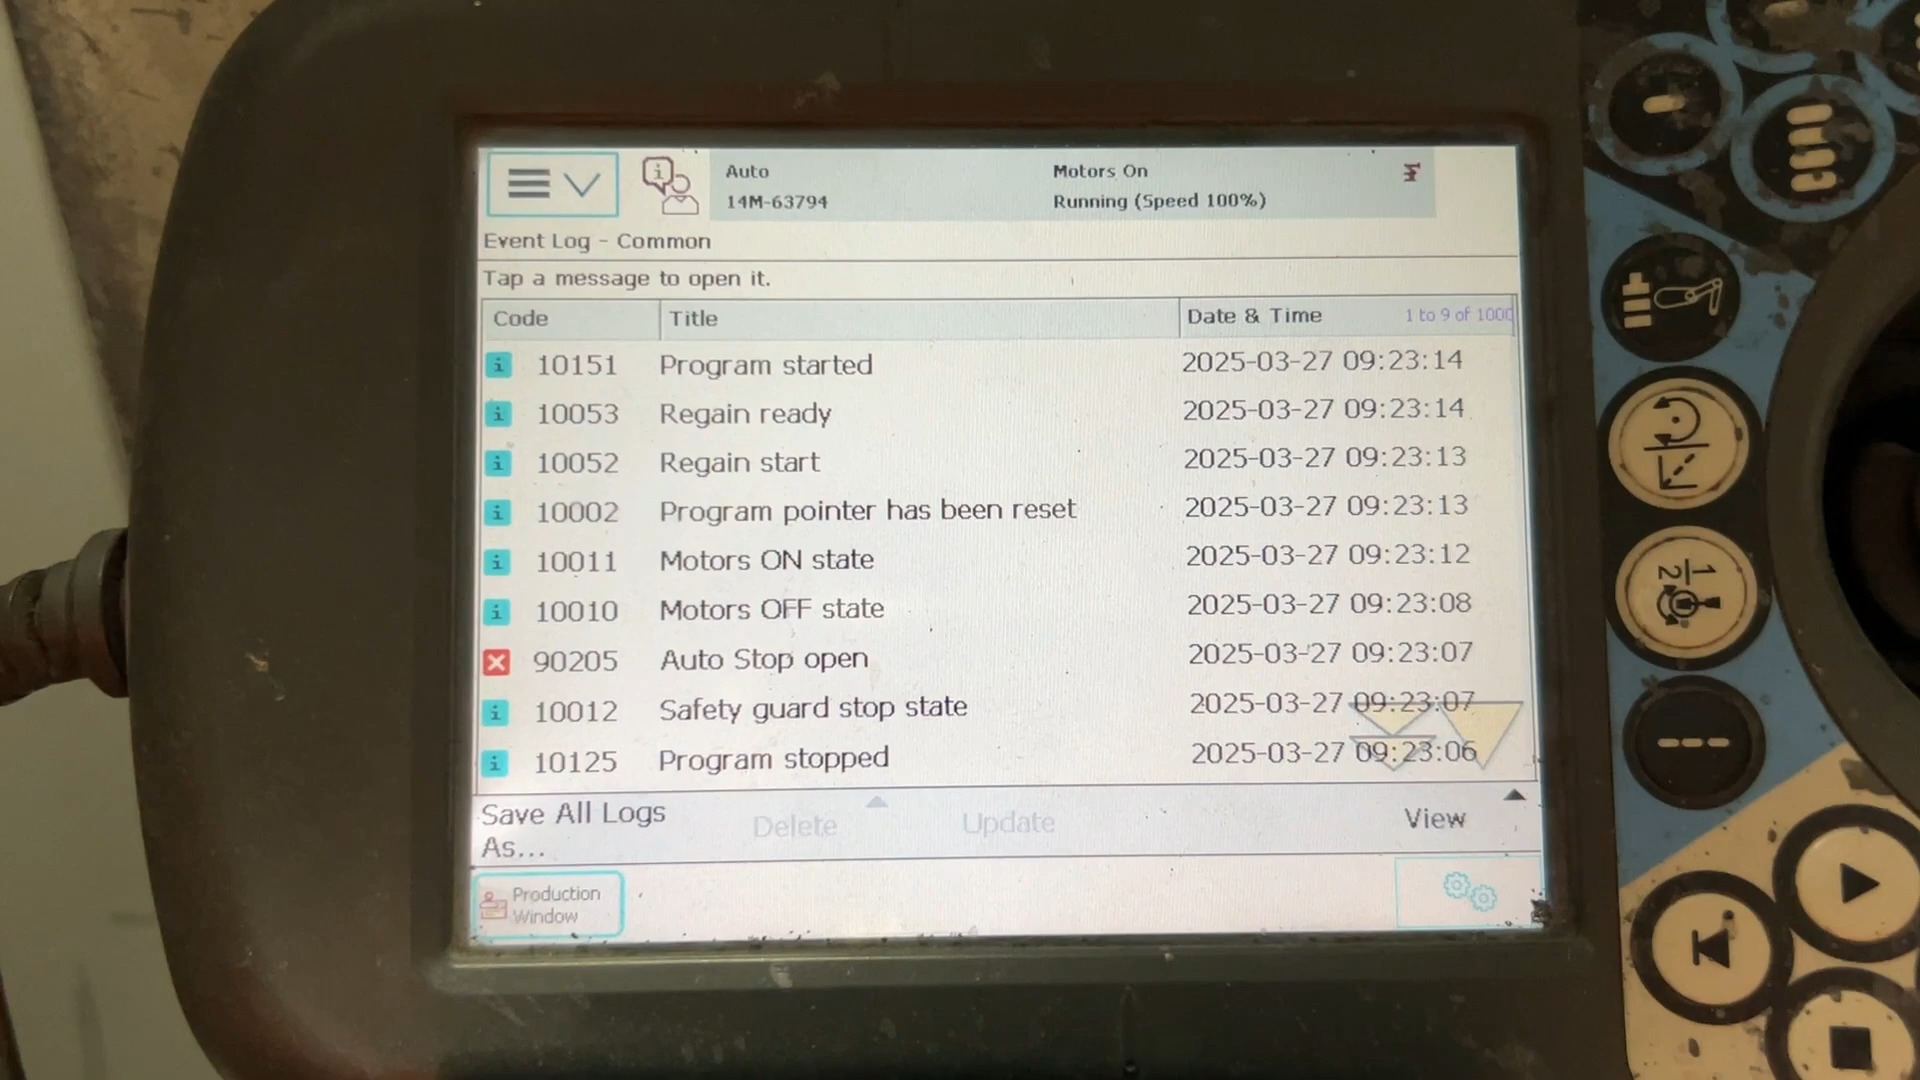 Auto
Motors On
14M-63794
Running (Speed 100%)
Event Log - Common
Tap a message to open it.
Code Title Date & Time 1 to 9 of 1000
10151 Program started 2025-03-27 09:23:14
10053 Regain ready 2025-03-27 09:23:14
10052 Regain start 2025-03-27 09:23:13
10002 Program pointer has been reset 2025-03-27 09:23:13
10011 Motors ON state 2025-03-27 09:23:12
10010 Motors OFF state 2025-03-27 09:23:08
90205 Auto Stop open 2025-03-27 09:23:07
10012 Safety guard stop state 2025-03-27 09:23:07
10125 Program stopped 2025-03-27 09:23:06
Save All Logs
As...
Delete
Update
View
Production
Window
1
2